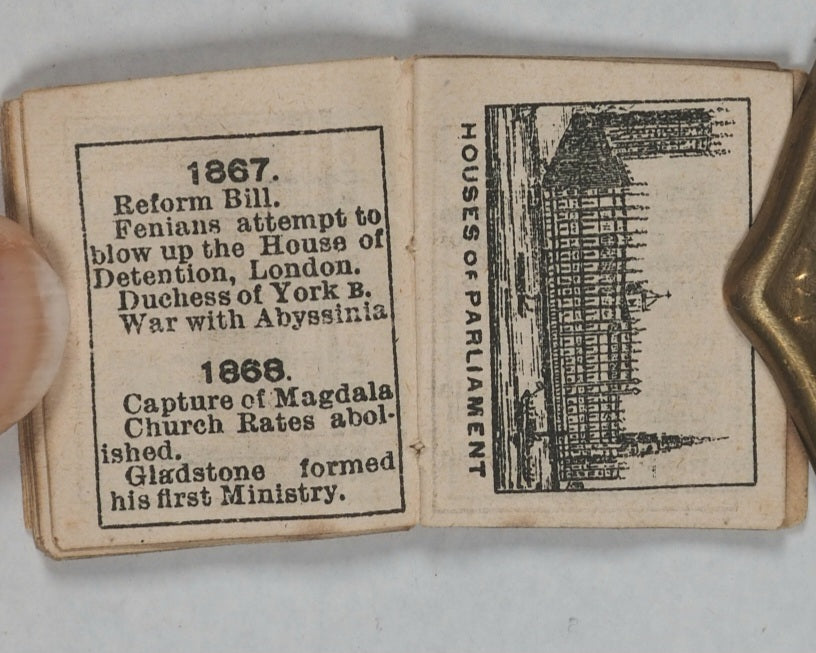 1867.
Reform Bill.
Fenians attempt to
blow up the House of
Detention, London.
Duchess of York B.
War with Abyssinia
1868.
Capture of Magdala
Church Rates abol-
ished.
Gladstone formed
his first Ministry.
HOUSES OF PARLIAMENT